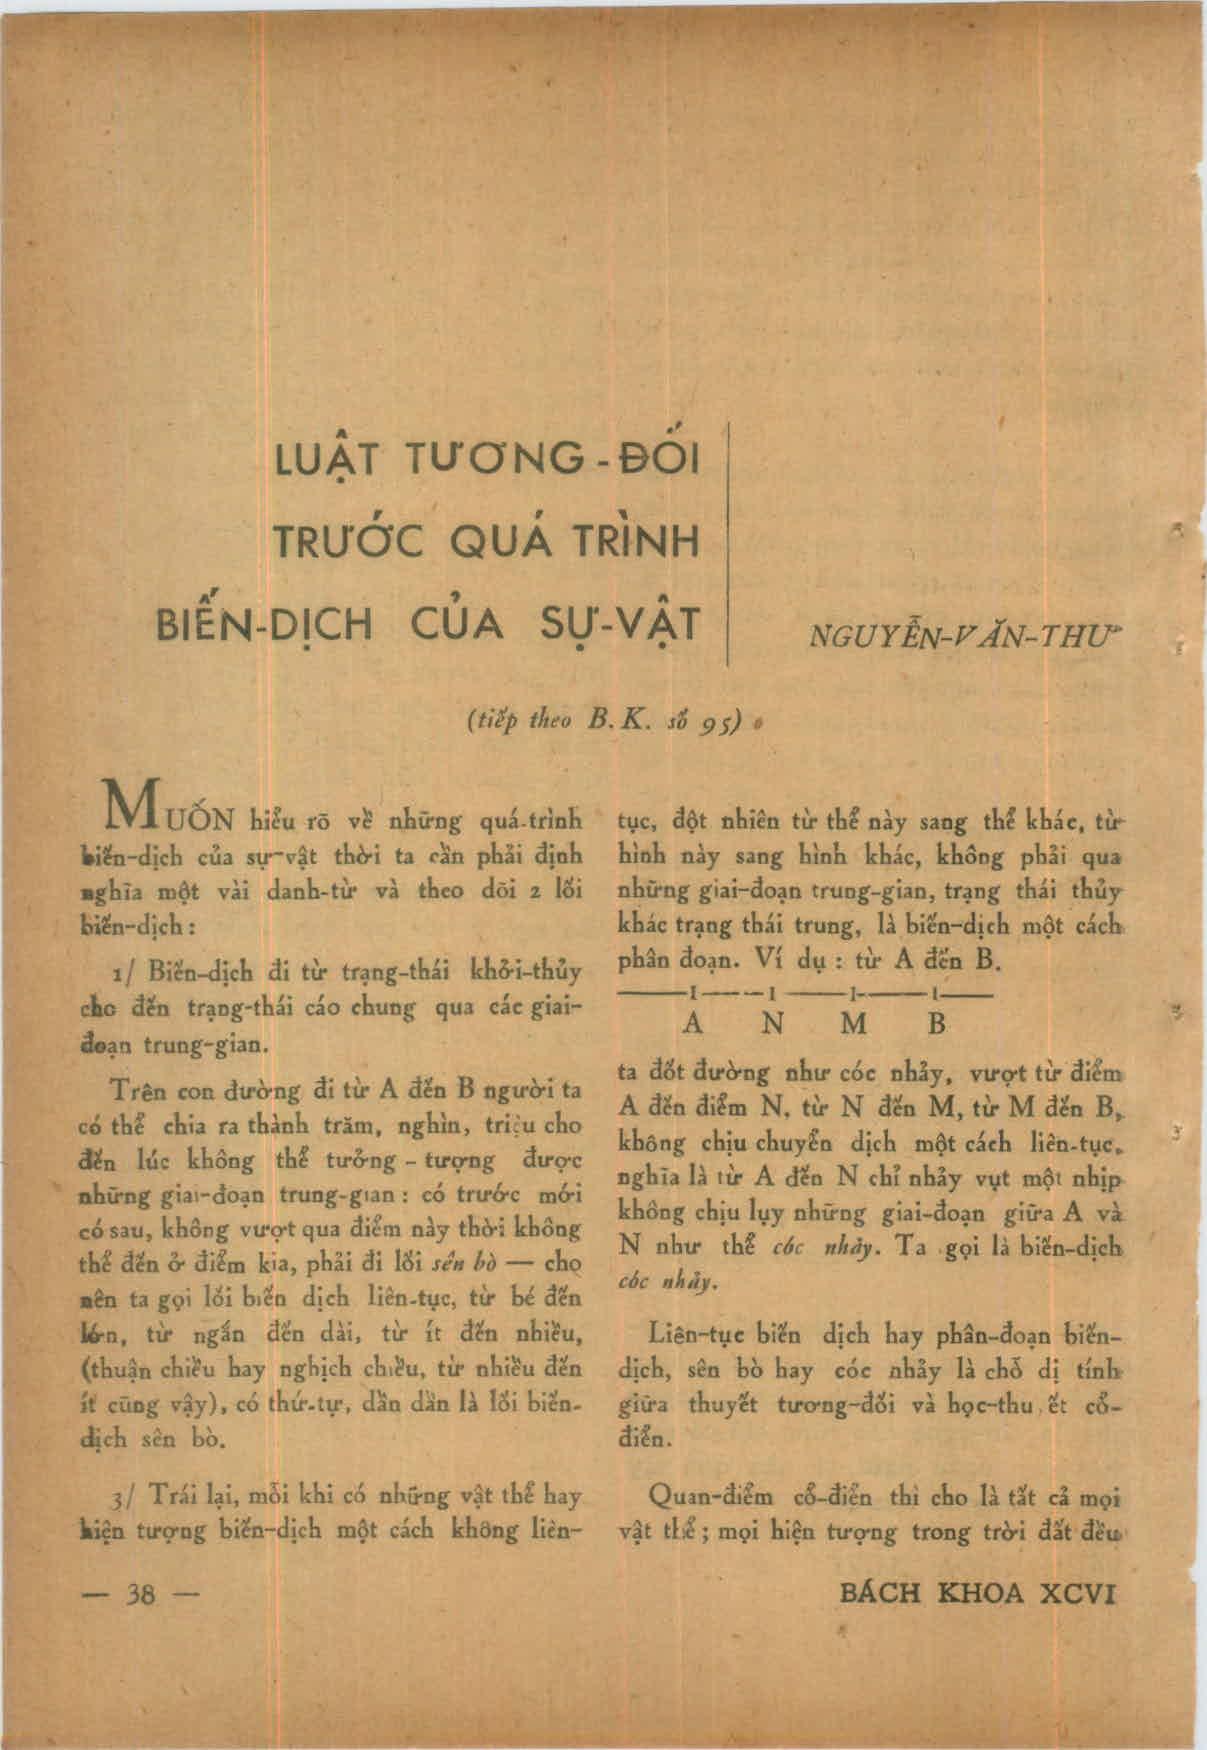 LUẬT TƯƠNG-ĐỐI
TRƯỚC QUÁ TRÌNH
BIẾN-DỊCH CỦA SỰ-VẬT
NGUYỄN-VĂN-THƯ
(tiếp theo B.K. số 95)
MUỐN hiểu rõ về những quá-trình
biến-dịch của sự-vật thời ta cần phải định
nghĩa một vài danh-từ và theo dõi 2 lối
biến-dịch :
1/ Biến-dịch đi từ trạng-thái khởi-thủy
cho đến trạng-thái cáo chung qua các giai-
đoạn trung-gian.
Trên con đường đi từ A đến B người ta
có thể chia ra thành trăm, nghìn, triệu cho
đến lúc không thể tưởng - tượng được
những giai-đoạn trung-gian : có trước mới
có sau, không vượt qua điểm này thời không
thể đến ở điểm kia, phải đi lối sên bò — cho
nên ta gọi lối biến dịch liên-tục, từ bé đến
lớn, từ ngắn đến dài, từ ít đến nhiều,
(thuận chiều hay nghịch chiều, từ nhiều đến
ít cũng vậy), có thứ-tự, dần dần là lối biến-
dịch sên bò.
3/ Trái lại, mỗi khi có những vật thể hay
hiện tượng biến-dịch một cách không liên-
tục, đột nhiên từ thể này sang thể khác, từ
hình này sang hình khác, không phải qua
những giai-đoạn trung-gian, trạng thái thủy
khác trạng thái trung, là biến-dịch một cách
phân đoạn. Ví dụ : từ A đến B.
———I———I———I———I———
A N M B
ta đốt đường như cóc nhảy, vượt từ điểm
A đến điểm N, từ N đến M, từ M đến B,
không chịu chuyển dịch một cách liên-tục,
nghĩa là từ A đến N chỉ nhảy vụt một nhịp
không chịu lụy những giai-đoạn giữa A và
N như thể cóc nhảy. Ta gọi là biến-dịch
cóc nhảy.
Liên-tục biến dịch hay phân-đoạn biến-
dịch, sên bò hay cóc nhảy là chỗ dị tính
giữa thuyết tương-đối và học-thuyết cổ-
điển.
Quan-điểm cổ-điển thì cho là tất cả mọi
vật thể ; mọi hiện tượng trong trời đất đều
— 38 —
BÁCH KHOA XCVI